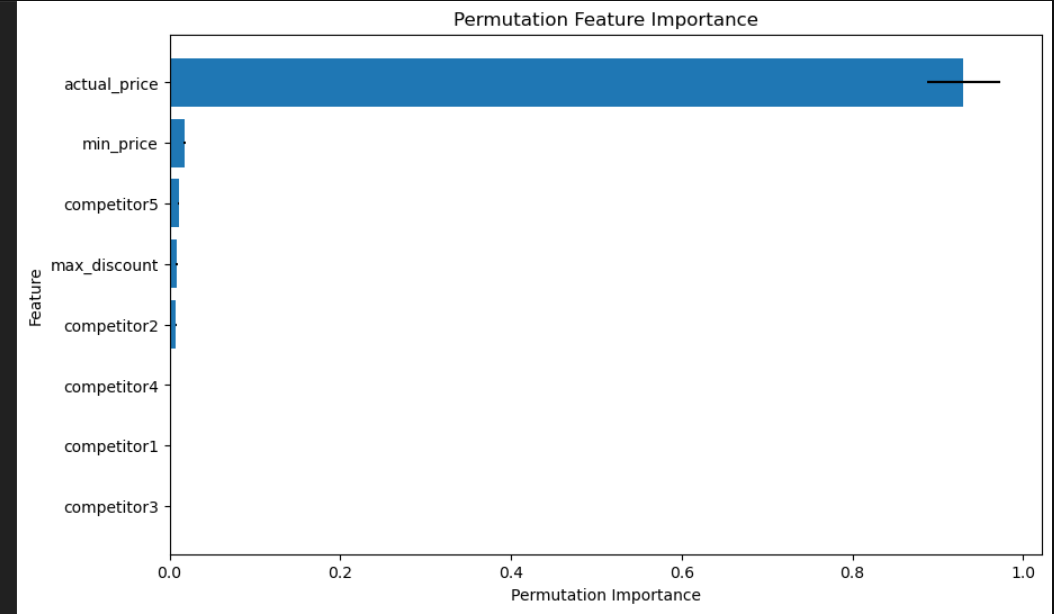 Permutation Feature Importance
Feature
actual_price
min_price
competitor5
max_discount
competitor2
competitor4
competitor1
competitor3
0.0 0.2 0.4 0.6 0.8 1.0
Permutation Importance